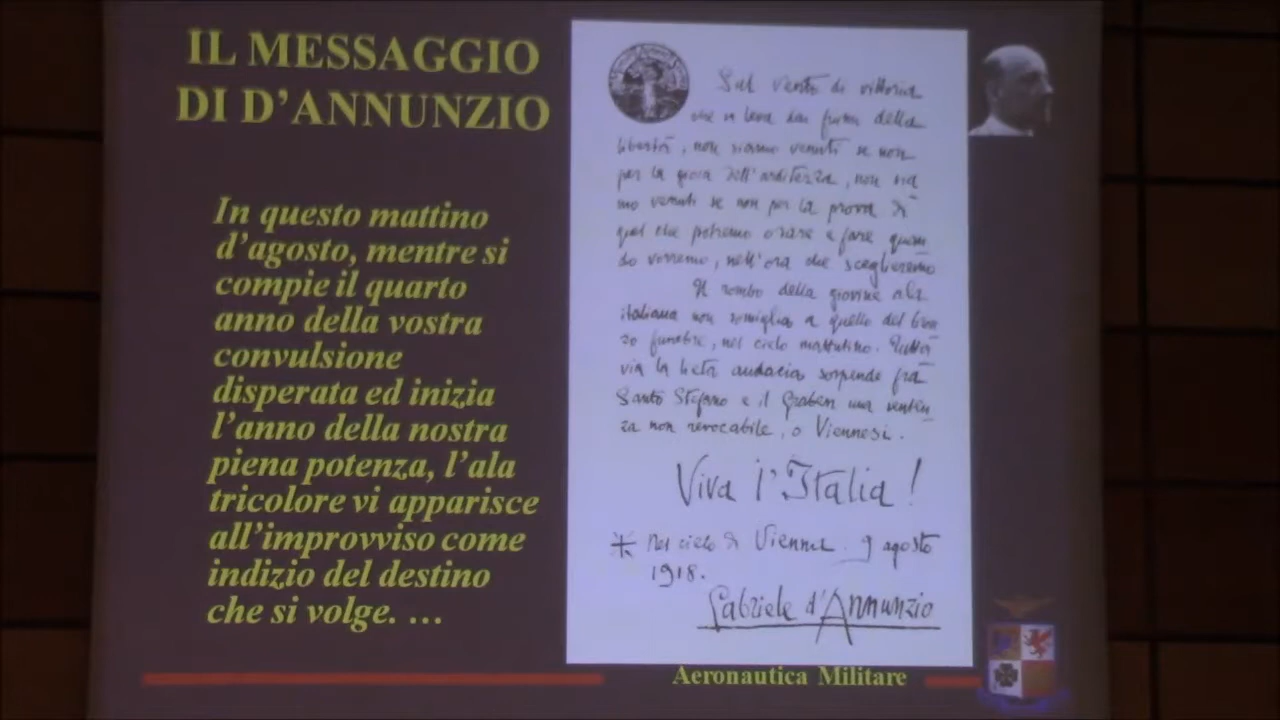 IL MESSAGGIO
DI D'ANNUNZIO
In questo mattino
d'agosto, mentre si
compie il quarto
anno della vostra
convulsione
disperata ed inizia
l'anno della nostra
piena potenza, l'ala
tricolore vi apparisce
all'improvviso come
indizio del destino
che si volge. …
Sul vento di vittoria
che si leva dai fiumi della
libertà, non siamo venuti se non
per la gioia dell'arditezza, non sia
mo venuti se non per la prova di
quel che potremo osare e fare quan
do vorremo, nell'ora che sceglieremo
Il rombo della giovine ala
italiana non somiglia a quello del bron
zo funebre, nel cielo mattutino. Tutta
via la lieta audacia sospende fra
Santo Stefano e il Graben una senten
za non revocabile, o Viennesi.
Viva l'Italia!
Nel cielo di Vienna. 9 agosto
1918.
Gabriele d'Annunzio
Aeronautica Militare